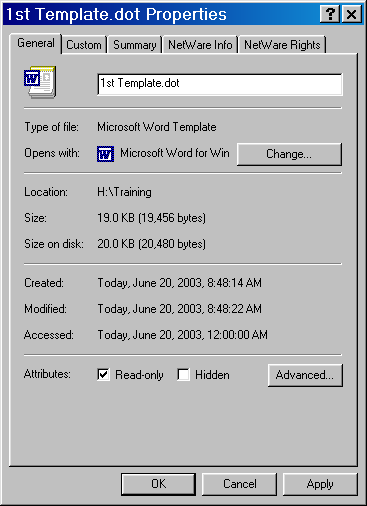 1st Template.dot Properties
General Custom Summary NetWare Info NetWare Rights
W
1st Template.dot
Type of file: Microsoft Word Template
Opens with: W Microsoft Word for Win Change...
Location: H:\Training
Size: 19.0 KB (19,456 bytes)
Size on disk: 20.0 KB (20,480 bytes)
Created: Today, June 20, 2003, 8:48:14 AM
Modified: Today, June 20, 2003, 8:48:22 AM
Accessed: Today, June 20, 2003, 12:00:00 AM
Attributes: Read-only Hidden Advanced...
OK Cancel Apply